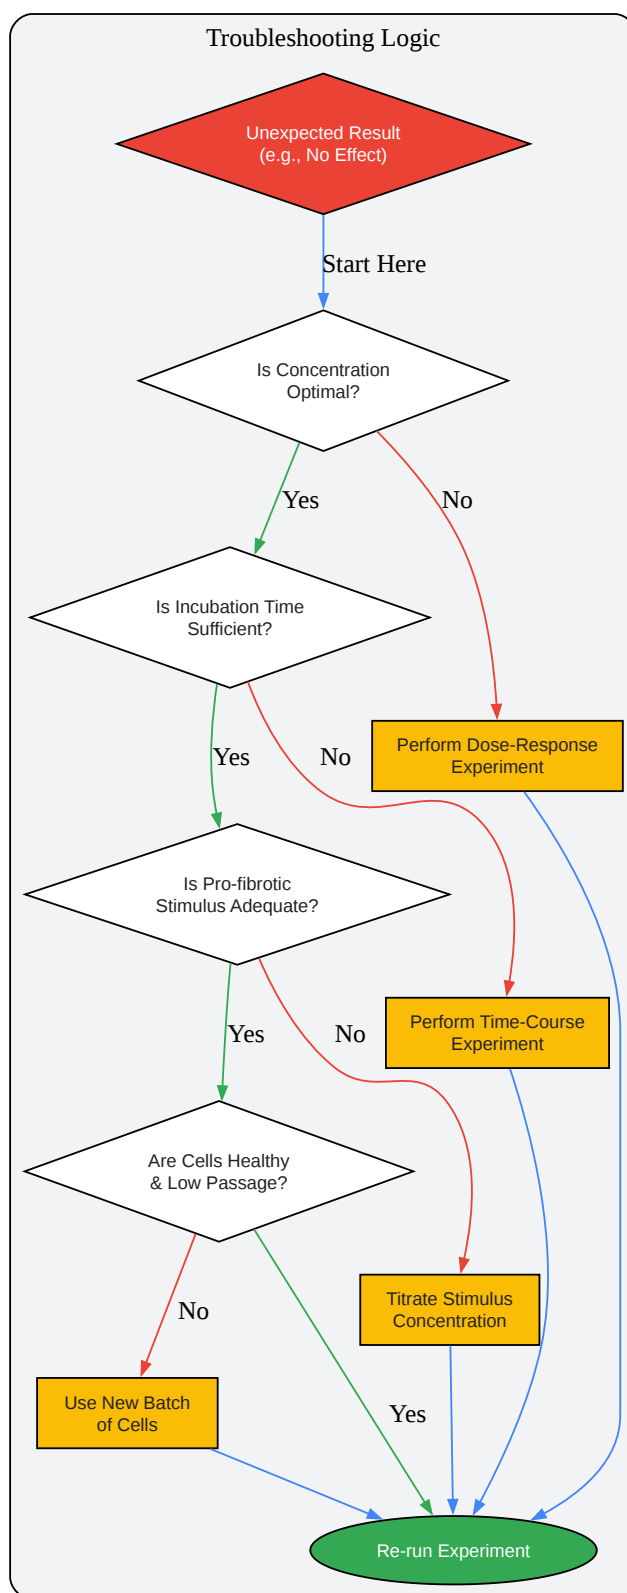 Troubleshooting Logic
Unexpected Result
(e.g., No Effect)
Start Here
Is Concentration
Optimal?
Yes
No
Is Incubation Time
Sufficient?
Perform Dose-Response
Experiment
Yes
No
Is Pro-fibrotic
Stimulus Adequate?
Perform Time-Course
Experiment
Yes
No
Are Cells Healthy
& Low Passage?
Titrate Stimulus
Concentration
No
Use New Batch
of Cells
Yes
Re-run Experiment